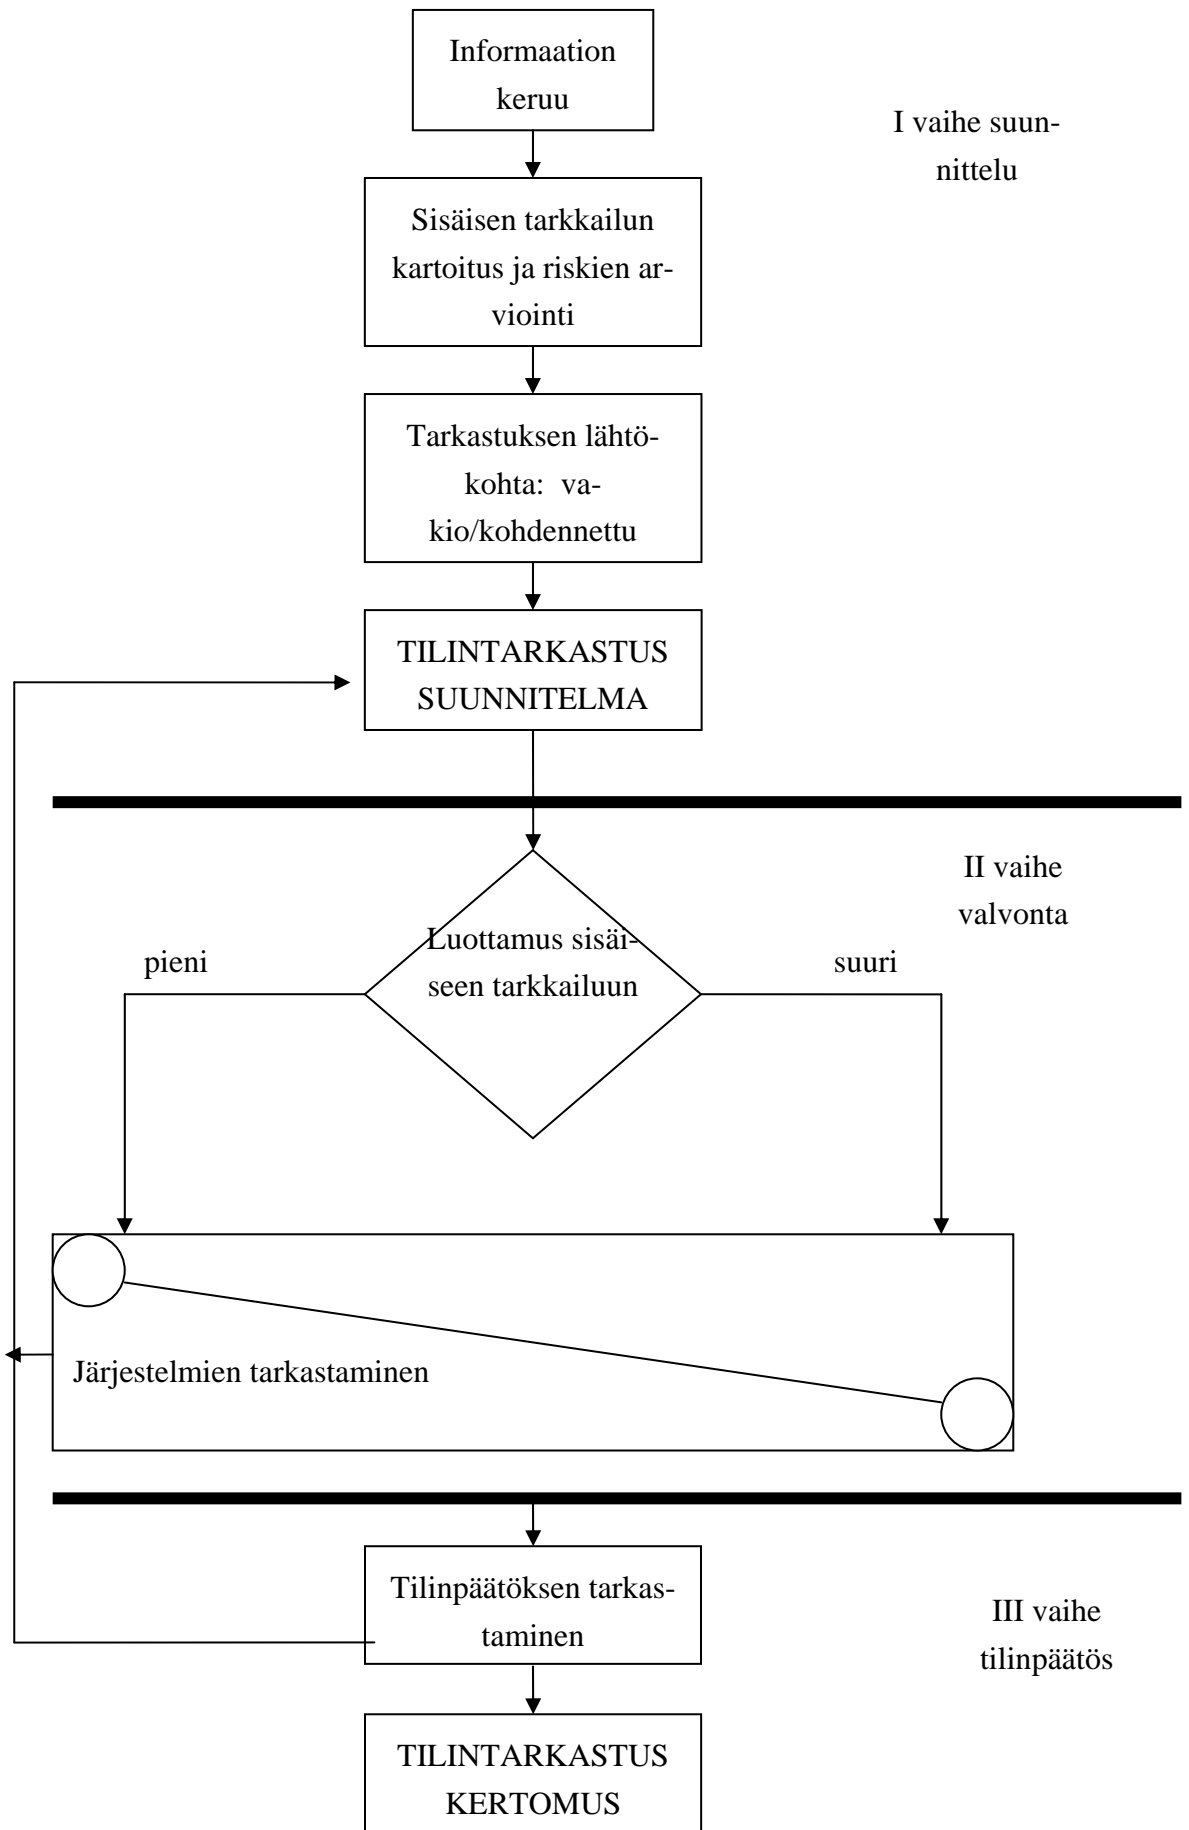 Informaation
keruu
I vaihe suun-
nittelu
Sisäisen tarkkailun
kartoitus ja riskien ar-
viointi
Tarkastuksen lähtö-
kohta:  va-
kio/kohdennettu
TILINTARKASTUS
SUUNNITELMA
II vaihe
valvonta
Luottamus sisäi-
seen tarkkailuun
pieni
suuri
Järjestelmien tarkastaminen
Tilinpäätöksen tarkas-
taminen
III vaihe
tilinpäätös
TILINTARKASTUS
KERTOMUS